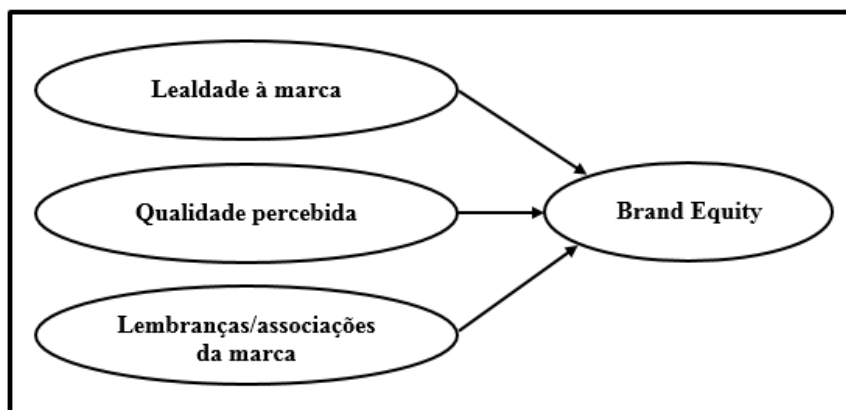 Lealdade à marca
Qualidade percebida
Brand Equity
Lembranças/associações
da marca